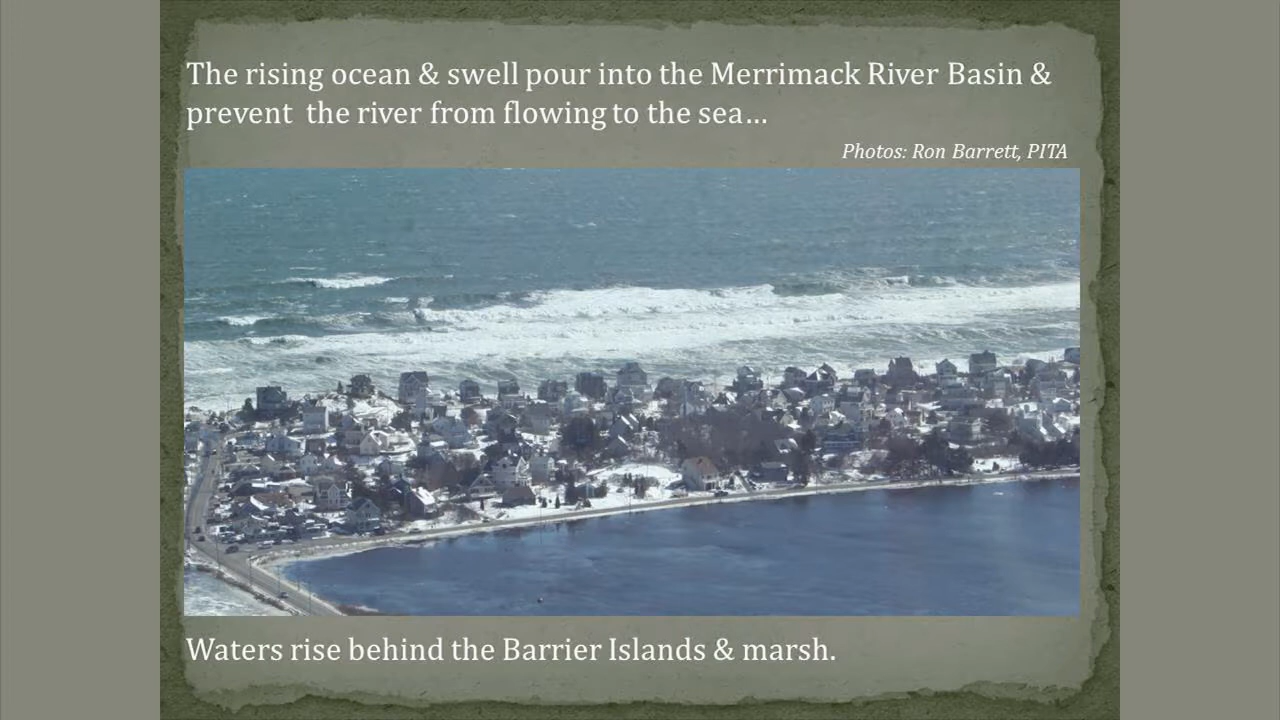 The rising ocean & swell pour into the Merrimack River Basin &
prevent  the river from flowing to the sea…
Photos: Ron Barrett, PITA
Waters rise behind the Barrier Islands & marsh.